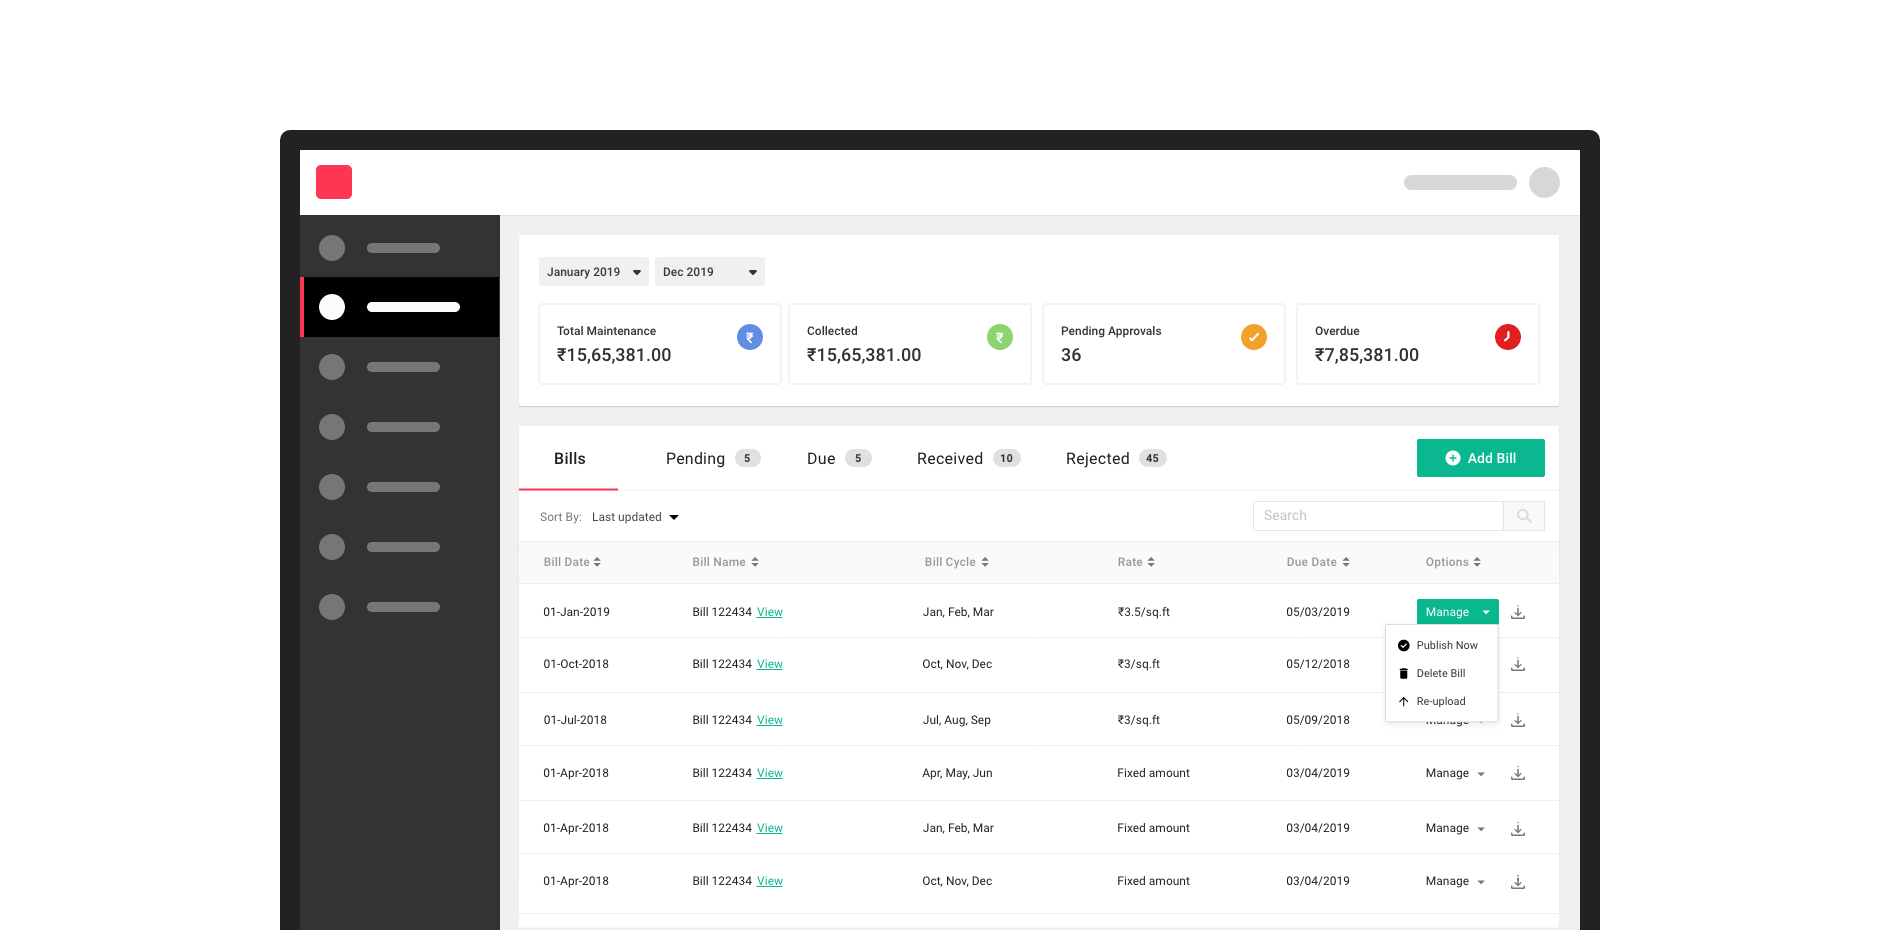 January 2019 Dec 2019
Total Maintenance Collected Pending Approvals Overdue
₹15,65,381.00 ₹15,65,381.00 36 ₹7,85,381.00
Bills Pending 5 Due 5 Received 10 Rejected 45 Add Bill
Sort By: Last updated Search
Bill Date Bill Name Bill Cycle Rate Due Date Options
01-Jan-2019 Bill 122434 View Jan, Feb, Mar ₹3.5/sq.ft 05/03/2019 Manage
Publish Now
01-Oct-2018 Bill 122434 View Oct, Nov, Dec ₹3/sq.ft 05/12/2018
Delete Bill
Re-upload
01-Jul-2018 Bill 122434 View Jul, Aug, Sep ₹3/sq.ft 05/09/2018 Manage
01-Apr-2018 Bill 122434 View Apr, May, Jun Fixed amount 03/04/2019 Manage
01-Apr-2018 Bill 122434 View Jan, Feb, Mar Fixed amount 03/04/2019 Manage
01-Apr-2018 Bill 122434 View Oct, Nov, Dec Fixed amount 03/04/2019 Manage